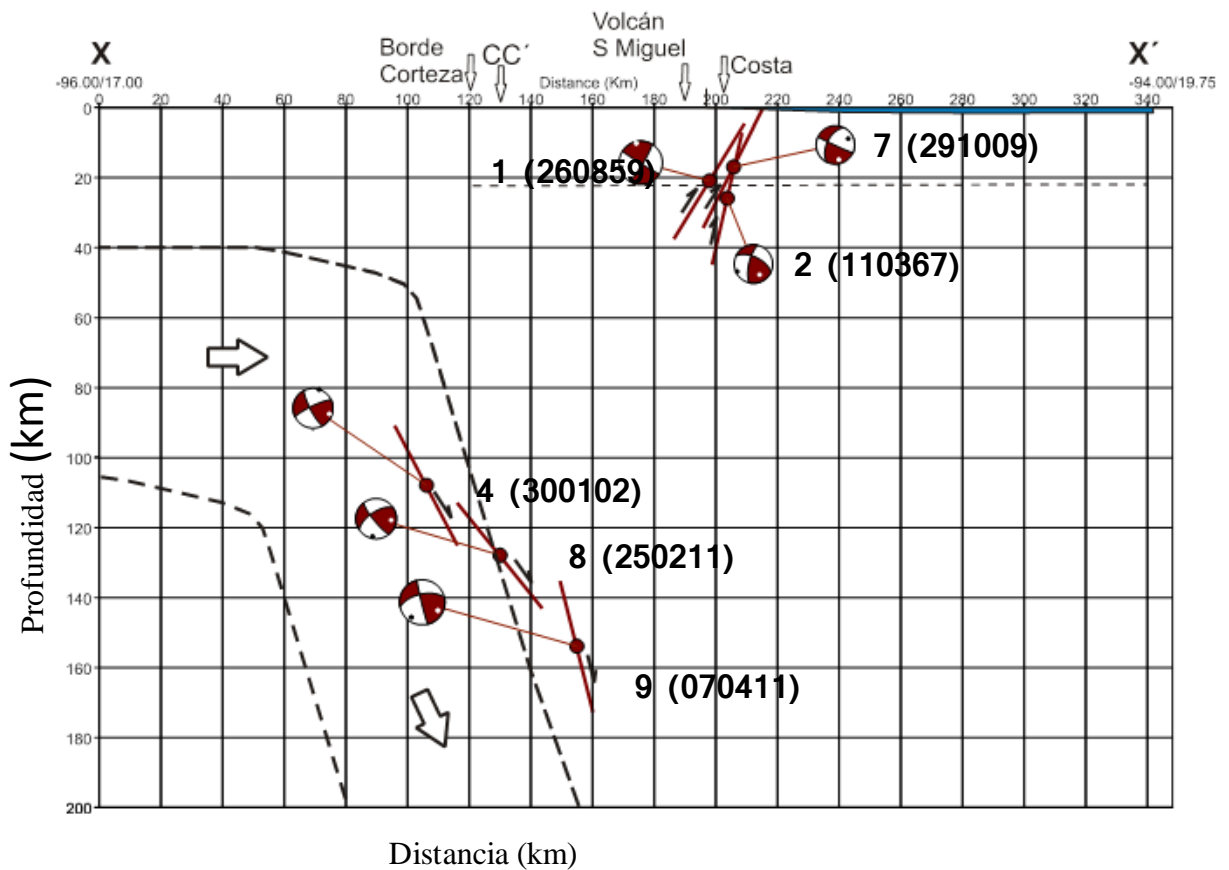 Volcán
S Miguel
X
Borde
Corteza
CC´
Costa
X´
-96.00/17.00
Distance (Km)
-94.00/19.75
0 20 40 60 80 100 120 140 160 180 200 220 240 260 280 300 320 340
0
20
40
60
80
100
120
140
160
180
200
1 (260859)
7 (291009)
2 (110367)
4 (300102)
8 (250211)
9 (070411)
Profundidad (km)
Distancia (km)